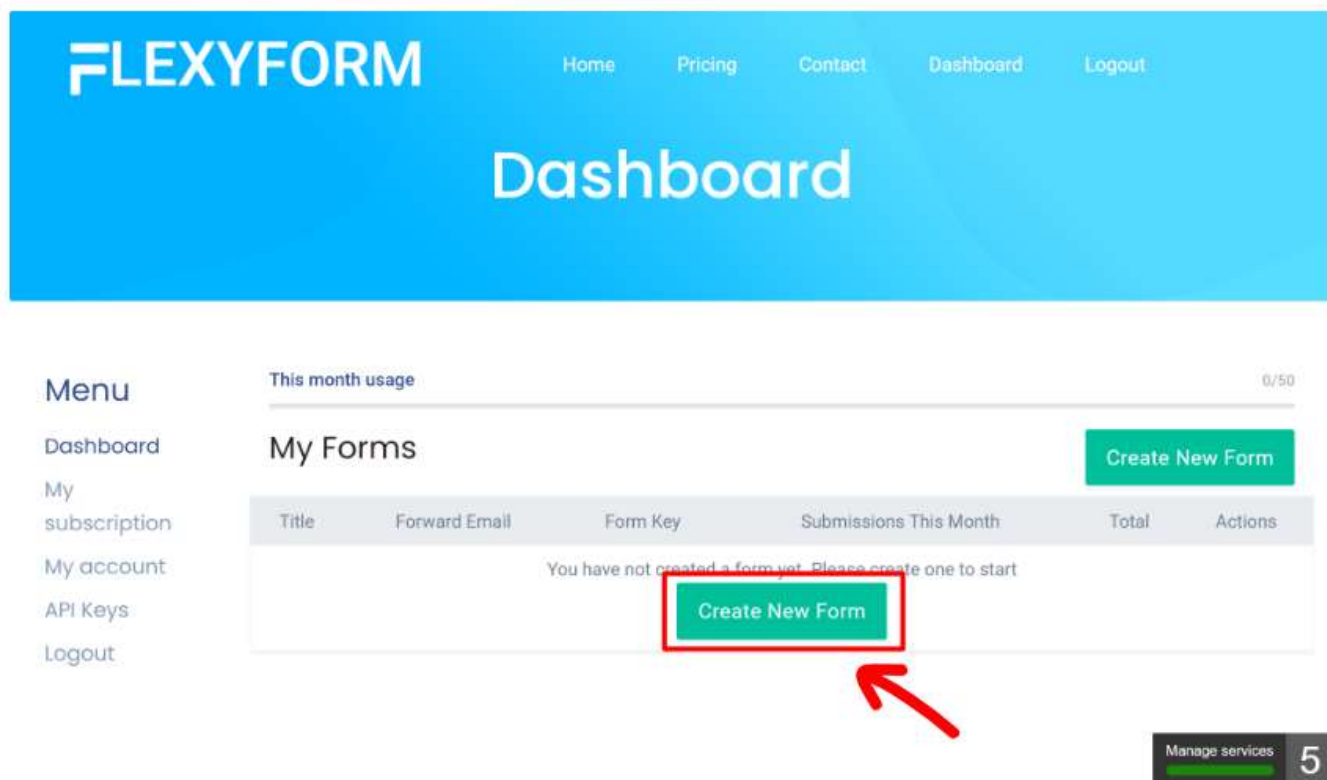 FLEXYFORM
Home Pricing Contact Dashboard Logout
Dashboard
Menu
Dashboard
My
subscription
My account
API Keys
Logout
This month usage 0/50
My Forms
Create New Form
Title Forward Email Form Key Submissions This Month Total Actions
You have not created a form yet. Please create one to start
Create New Form
Manage services 5